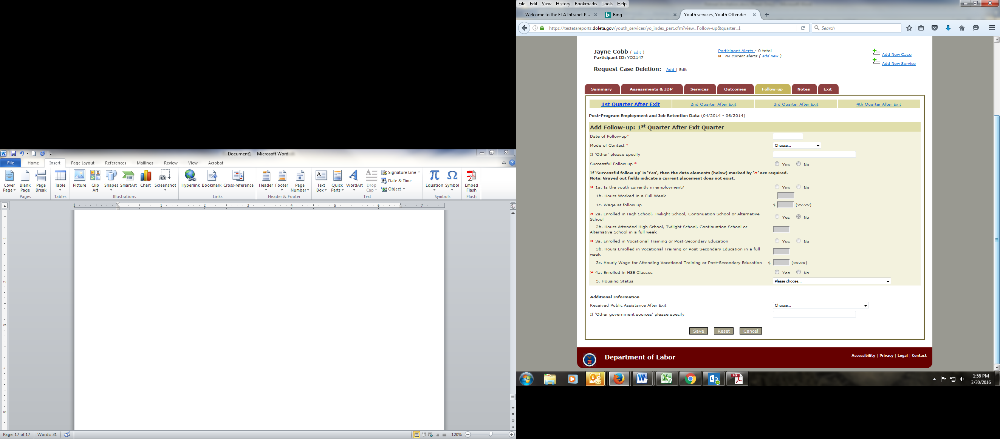 Document1 - Microsoft Word
File Home Insert Page Layout References Mailings Review View Acrobat
Cover Page
Blank Page
Page Break
Table
Picture
Clip Art
Shapes
SmartArt
Chart
Screenshot
Hyperlink
Bookmark
Cross-reference
Header
Footer
Page Number
Text Box
Quick Parts
WordArt
Drop Cap
Signature Line
Date & Time
Object
Equation
Symbol
Embed Flash
Pages Tables Illustrations Links Header & Footer Text Symbols Flash
1 1 2 3 4 5 6 7
1
2
3
4
5
Page: 17 of 17 Words: 31 120%
File Edit View History Bookmarks Tools Help
Welcome to the ETA Intranet P... Bing Youth services, Youth Offender
https://testetareports.doleta.gov/youth_services/yo_index_part.cfm?view=Follow-up&quarter=1 Search
Jayne Cobb ( Edit )
Participant ID: YO2147
Request Case Deletion: Add | Edit
Participant Alerts - 0 total
No current alerts ( add new )
Add New Case
Add New Service
Summary Assessments & IDP Services Outcomes Follow-up Notes Exit
1st Quarter After Exit 2nd Quarter After Exit 3rd Quarter After Exit 4th Quarter After Exit
Post-Program Employment and Job Retention Data (04/2014 - 06/2014)
Add Follow-up: 1st Quarter After Exit Quarter
Date of Follow-up*
Mode of Contact * Choose...
If 'Other' please specify
Successful Follow-up * Yes No
If 'Successful follow-up' is 'Yes', then the data elements (below) marked by '»' are required.
Note: Grayed out fields indicate a current placement does not exist.
» 1a. Is the youth currently in employment? Yes No
1b. Hours Worked in a Full Week
1c. Wage at follow-up $ (xx.xx)
» 2a. Enrolled in High School, Twilight School, Continuation School or Alternative
School Yes No
2b. Hours Attended High School, Twilight School, Continuation School or
Alternative School in a full week
» 3a. Enrolled in Vocational Training or Post-Secondary Education Yes No
3b. Hours Enrolled in Vocational Training or Post-Secondary Education in a full
week
3c. Hourly Wage for Attending Vocational Training or Post-Secondary Education $ (xx.xx)
» 4a. Enrolled in HSE Classes Yes No
5. Housing Status Please choose...
Additional Information
Received Public Assistance After Exit Choose...
If 'Other government sources' please specify
Save Reset Cancel
Department of Labor
Accessibility | Privacy | Legal | Contact
1:56 PM
3/30/2016